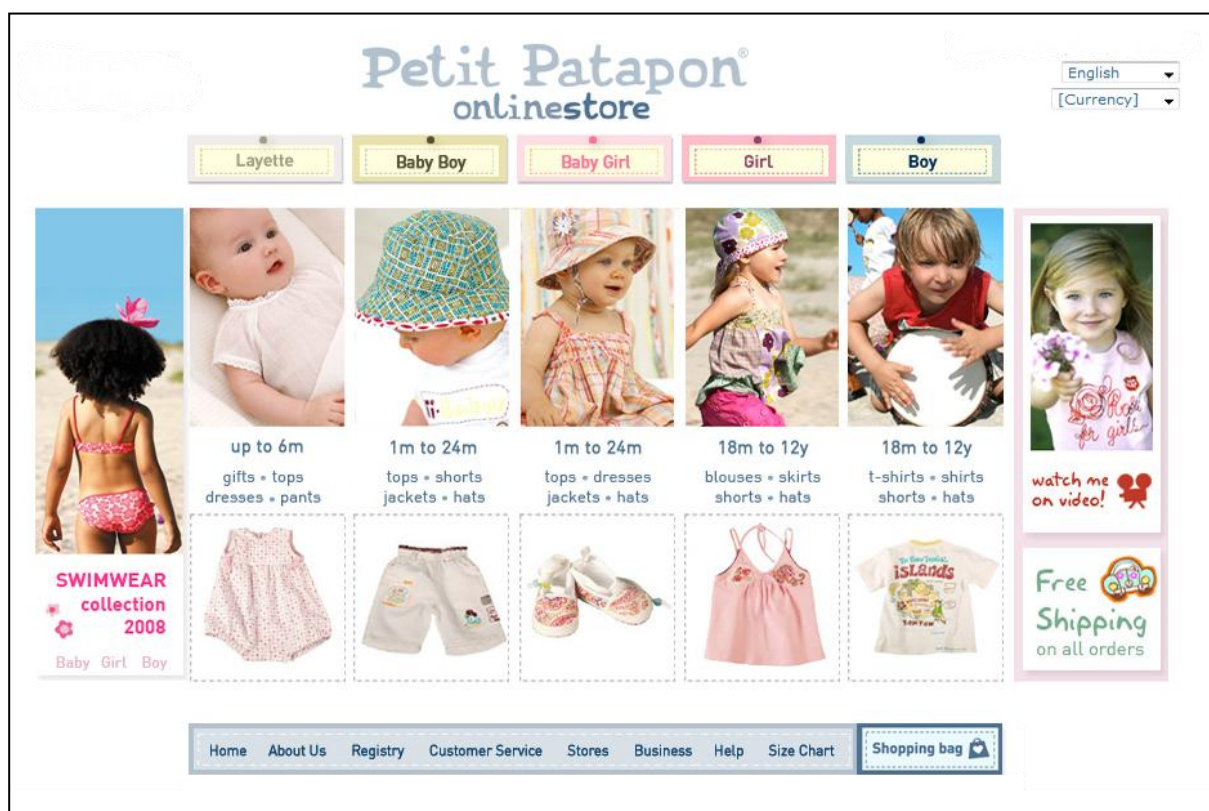 Petit Patapon®
onlinestore
English
[Currency]
Layette
Baby Boy
Baby Girl
Girl
Boy
up to 6m
gifts • tops
dresses • pants
1m to 24m
tops • shorts
jackets • hats
1m to 24m
tops • dresses
jackets • hats
18m to 12y
blouses • skirts
shorts • hats
18m to 12y
t-shirts • shirts
shorts • hats
SWIMWEAR
collection
2008
Baby Girl Boy
for girls
watch me
on video!
Free
Shipping
on all orders
islands
Home About Us Registry Customer Service Stores Business Help Size Chart
Shopping bag